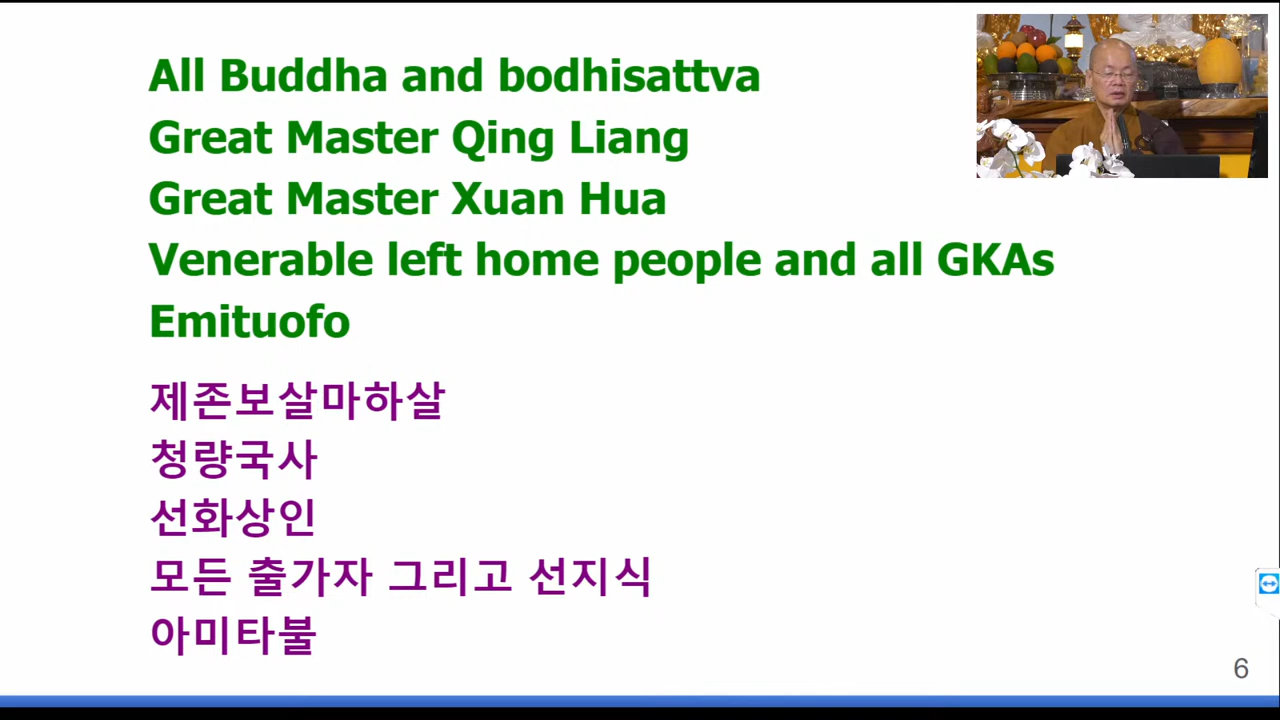 All Buddha and bodhisattva
Great Master Qing Liang
Great Master Xuan Hua
Venerable left home people and all GKAs
Emituofo
제존보살마하살
청량국사
선화상인
모든 출가자 그리고 선지식
아미타불
6